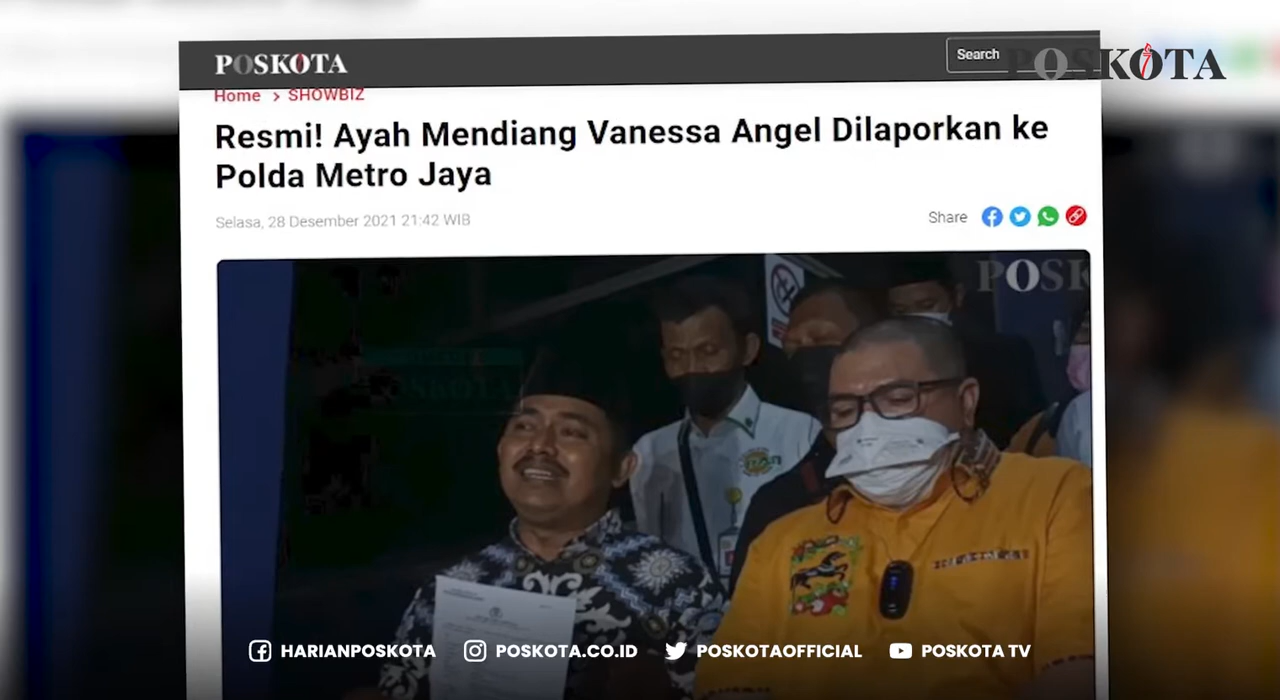 POSKOTA
Search
POSKOTA
Home > SHOWBIZ
Resmi! Ayah Mendiang Vanessa Angel Dilaporkan ke
Polda Metro Jaya
Selasa, 28 Desember 2021 21:42 WIB
Share
POSK
HARIANPOSKOTA
POSKOTA.CO.ID
POSKOTAOFFICIAL
POSKOTA TV